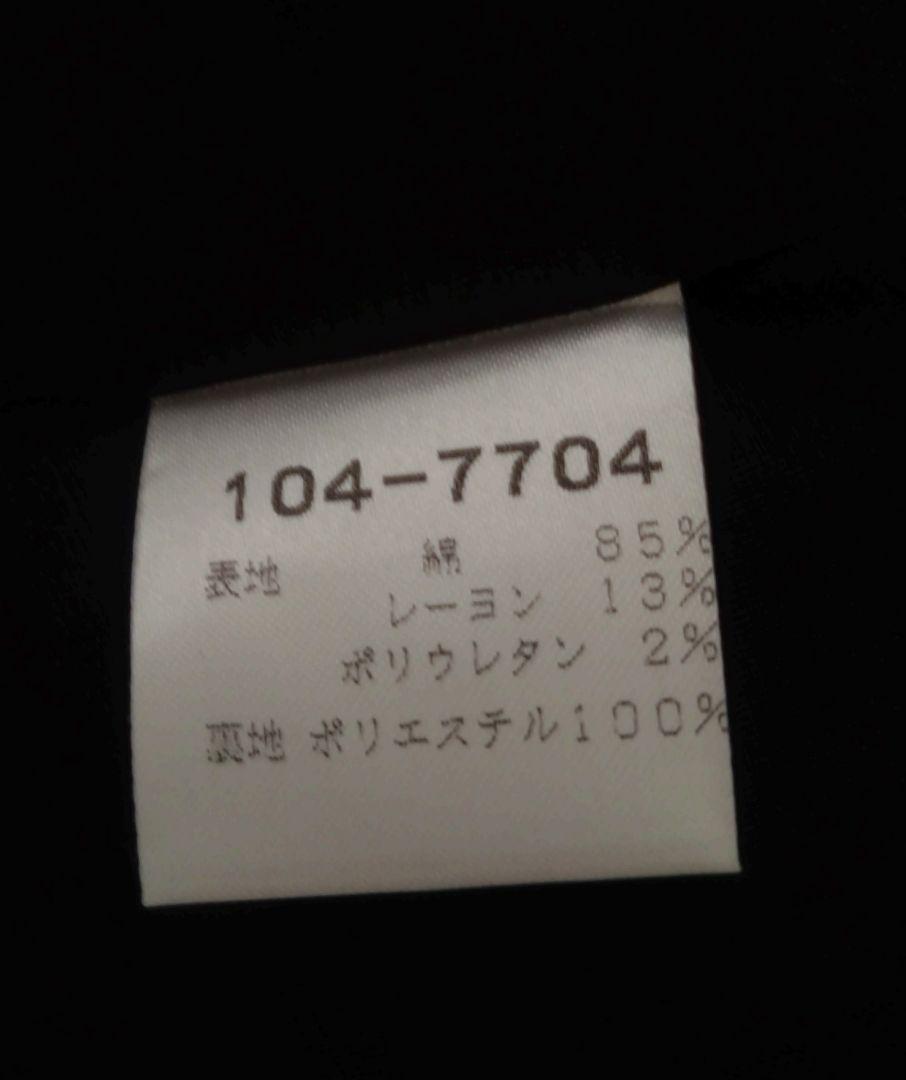 104-7704
表地 綿 85%
レーヨン 13%
ポリウレタン 2%
裏地 ポリエステル100%